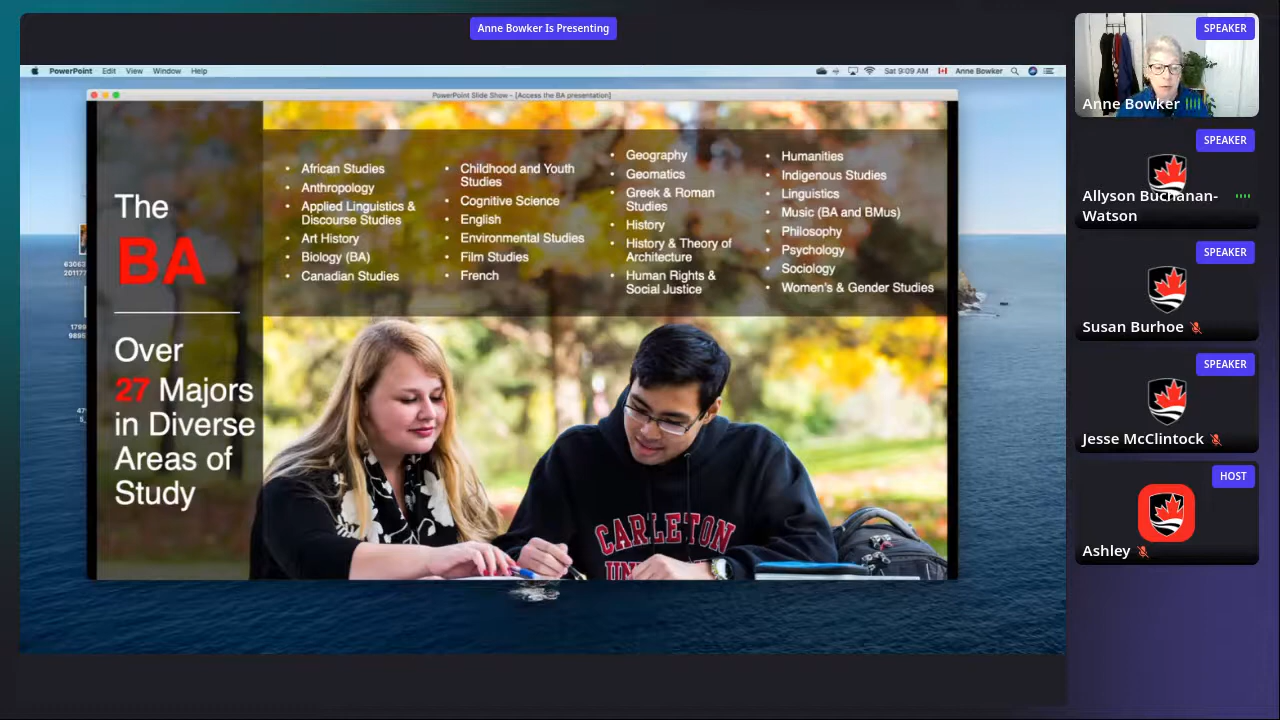 Anne Bowker Is Presenting
PowerPoint Edit View Window Help
Sat 9:09 AM Anne Bowker
PowerPoint Slide Show - [Access the BA presentation]
The
BA
Over
27 Majors
in Diverse
Areas of
Study
• African Studies
• Anthropology
• Applied Linguistics &
Discourse Studies
• Art History
• Biology (BA)
• Canadian Studies
• Childhood and Youth
Studies
• Cognitive Science
• English
• Environmental Studies
• Film Studies
• French
• Geography
• Geomatics
• Greek & Roman
Studies
• History
• History & Theory of
Architecture
• Human Rights &
Social Justice
• Humanities
• Indigenous Studies
• Linguistics
• Music (BA and BMus)
• Philosophy
• Psychology
• Sociology
• Women's & Gender Studies
CARLETON
SPEAKER
Anne Bowker
SPEAKER
Allyson Buchanan-
Watson
SPEAKER
Susan Burhoe
SPEAKER
Jesse McClintock
HOST
Ashley